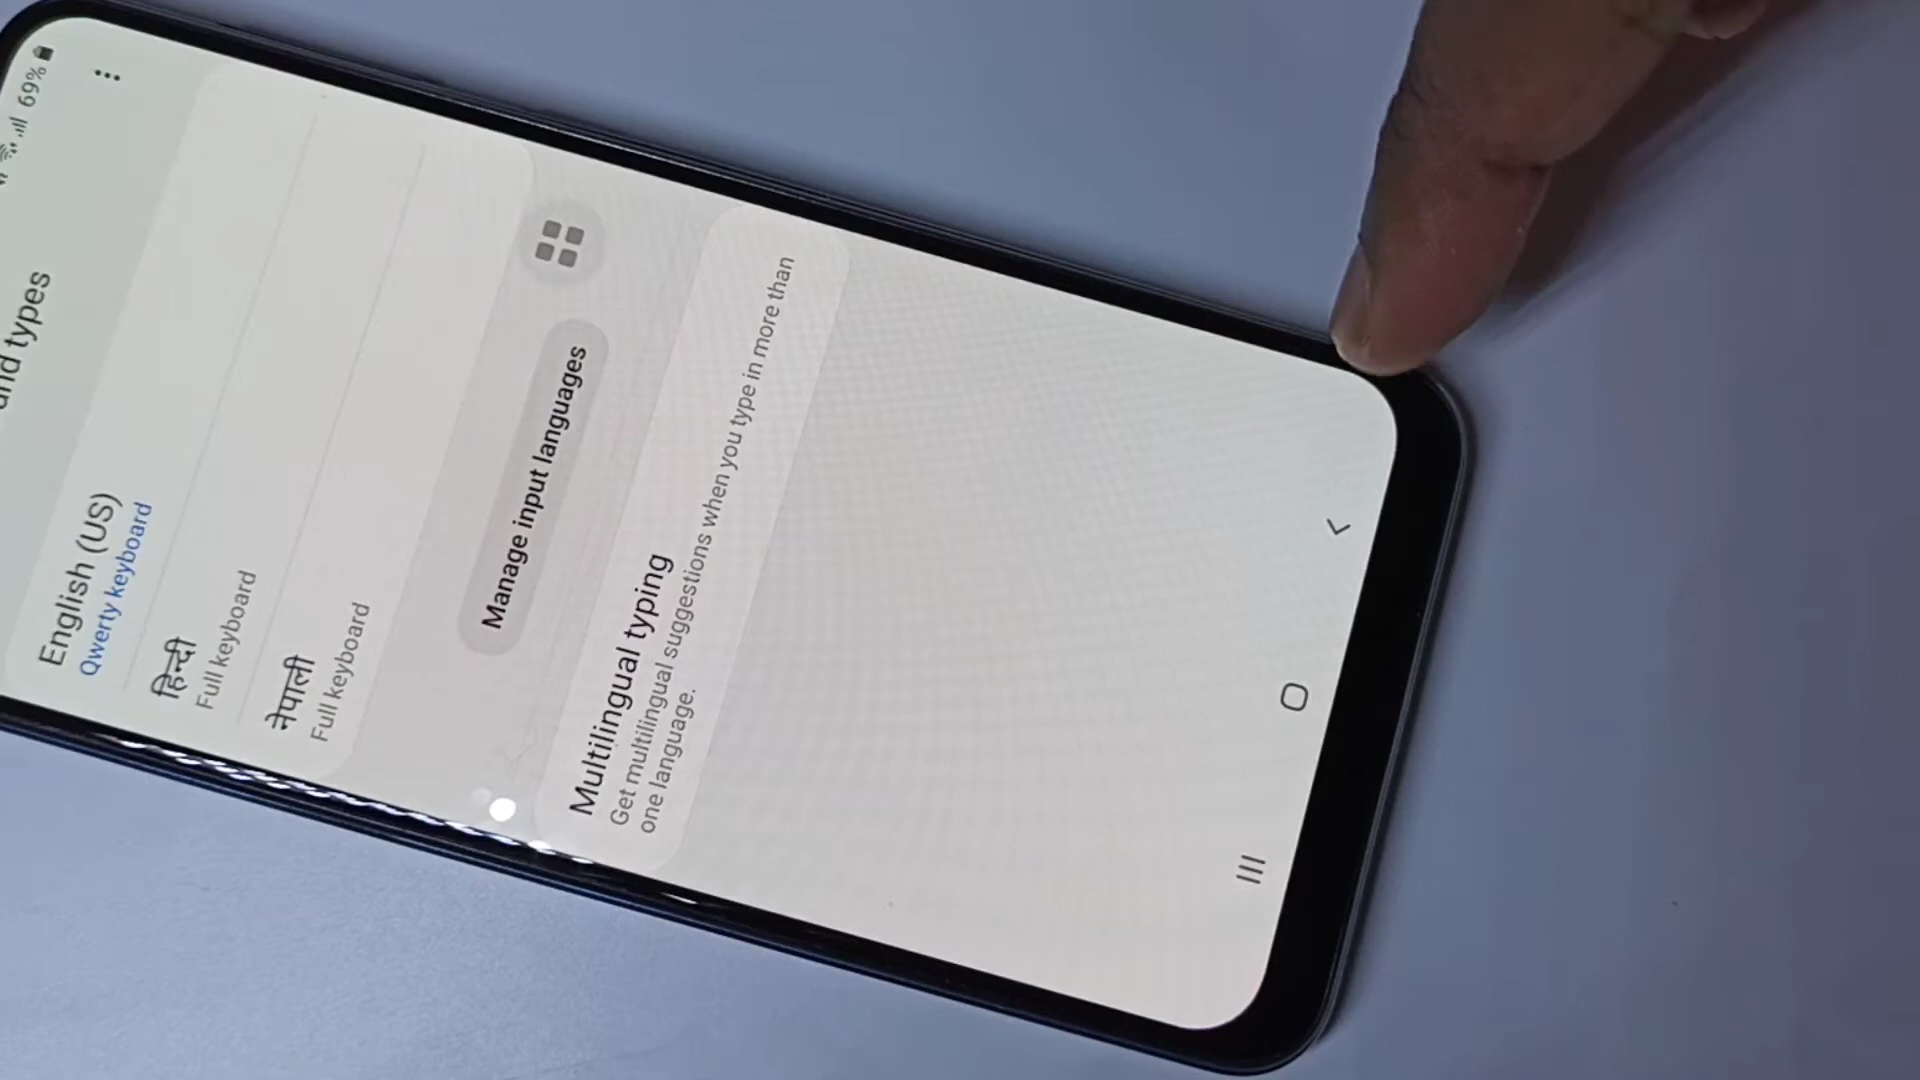 69%
and types
English (US)
Qwerty keyboard
हिन्दी
Full keyboard
नेपाली
Full keyboard
Manage input languages
Multilingual typing
Get multilingual suggestions when you type in more than
one language.